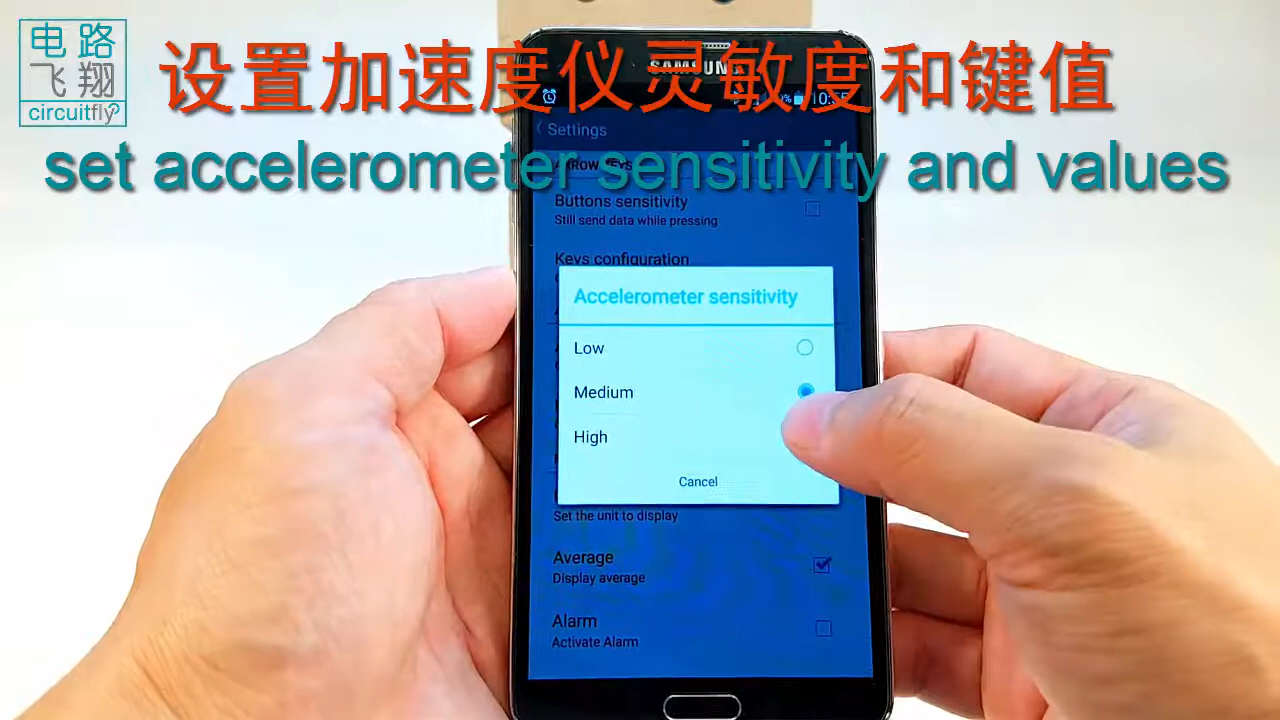 电路
飞翔
circuitfly
设置加速度仪灵敏度和键值
set accelerometer sensitivity and values
SAMSUNG
Settings
ARROW KEYS
Buttons sensitivity
Still send data while pressing
Keys configuration
Accelerometer sensitivity
Low
Medium
High
Cancel
Set the unit to display
Average
Display average
Alarm
Activate Alarm